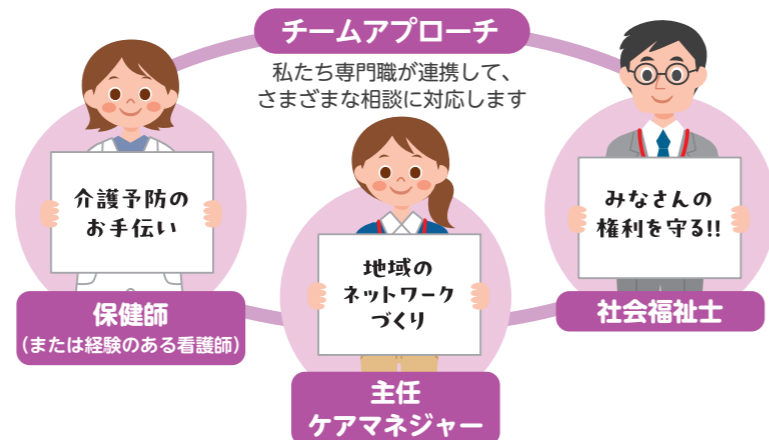 チームアプローチ
私たち専門職が連携して、
さまざまな相談に対応します
介護予防の
お手伝い
保健師
(または経験のある看護師)
地域の
ネットワーク
づくり
主任
ケアマネジャー
みなさんの
権利を守る!!
社会福祉士